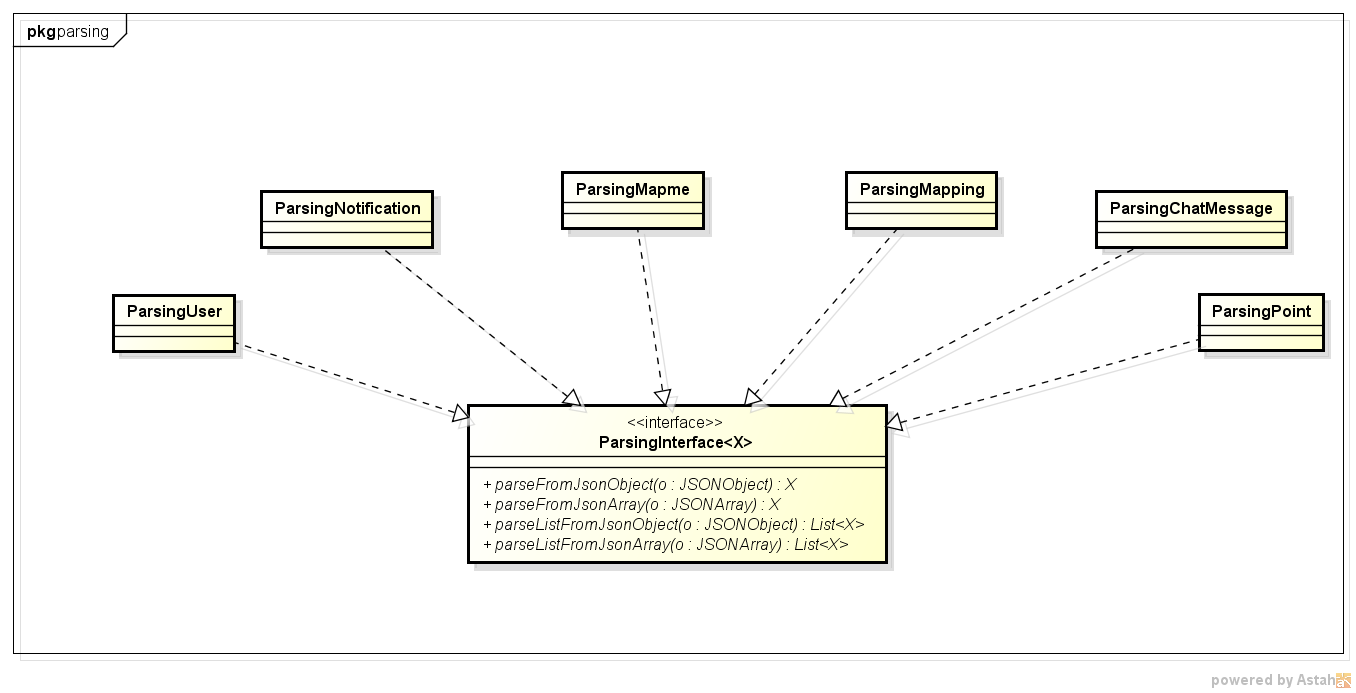 pkgparsing
ParsingMapme
ParsingMapping
ParsingNotification
ParsingChatMessage
ParsingUser
ParsingPoint
<<interface>>
ParsingInterface<X>
+ parseFromJsonObject(o : JSONObject) : X
+ parseFromJsonArray(o : JSONArray) : X
+ parseListFromJsonObject(o : JSONObject) : List<X>
+ parseListFromJsonArray(o : JSONArray) : List<X>
powered by Astah